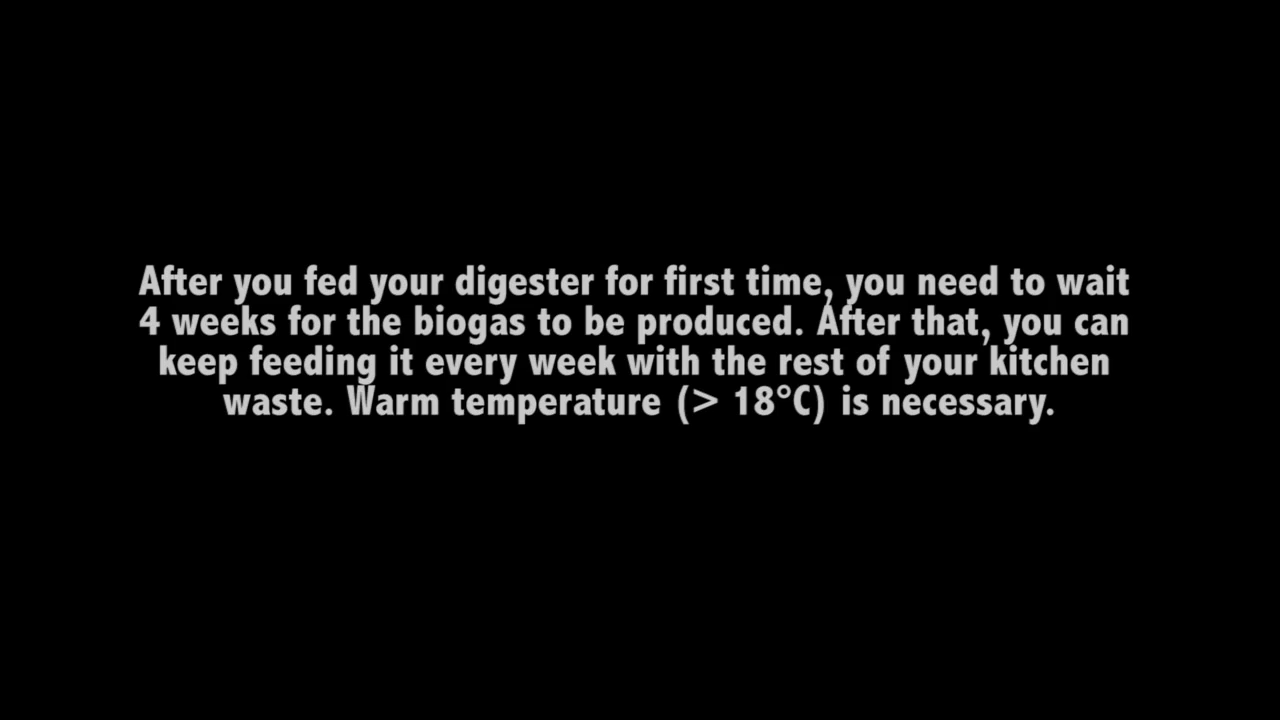 After you fed your digester for first time, you need to wait
4 weeks for the biogas to be produced. After that, you can
keep feeding it every week with the rest of your kitchen
waste. Warm temperature (> 18°C) is necessary.